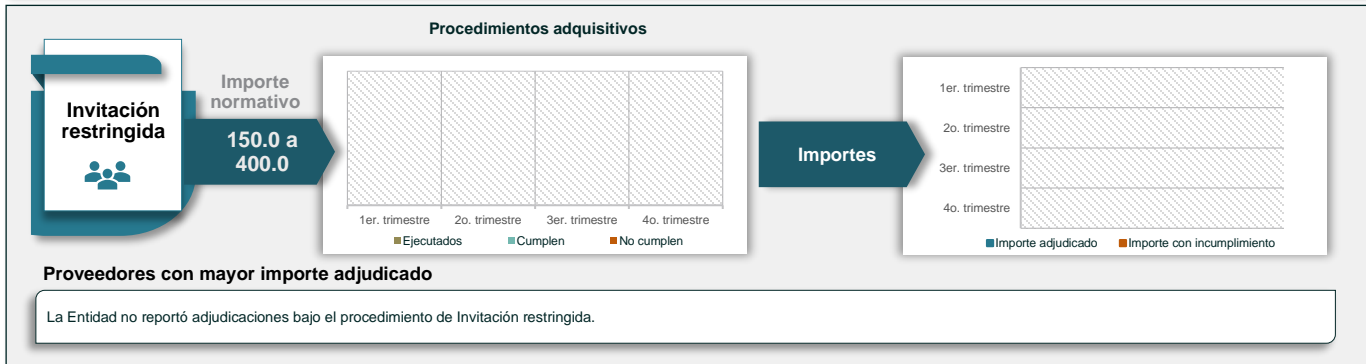 Procedimientos adquisitivos
Invitación
restringida
Importe
normativo
150.0 a
400.0
1er. trimestre
2o. trimestre
3er. trimestre
4o. trimestre
Ejecutados
Cumplen
No cumplen
Importes
1er. trimestre
2o. trimestre
3er. trimestre
4o. trimestre
Importe adjudicado
Importe con incumplimiento
Proveedores con mayor importe adjudicado
La Entidad no reportó adjudicaciones bajo el procedimiento de Invitación restringida.